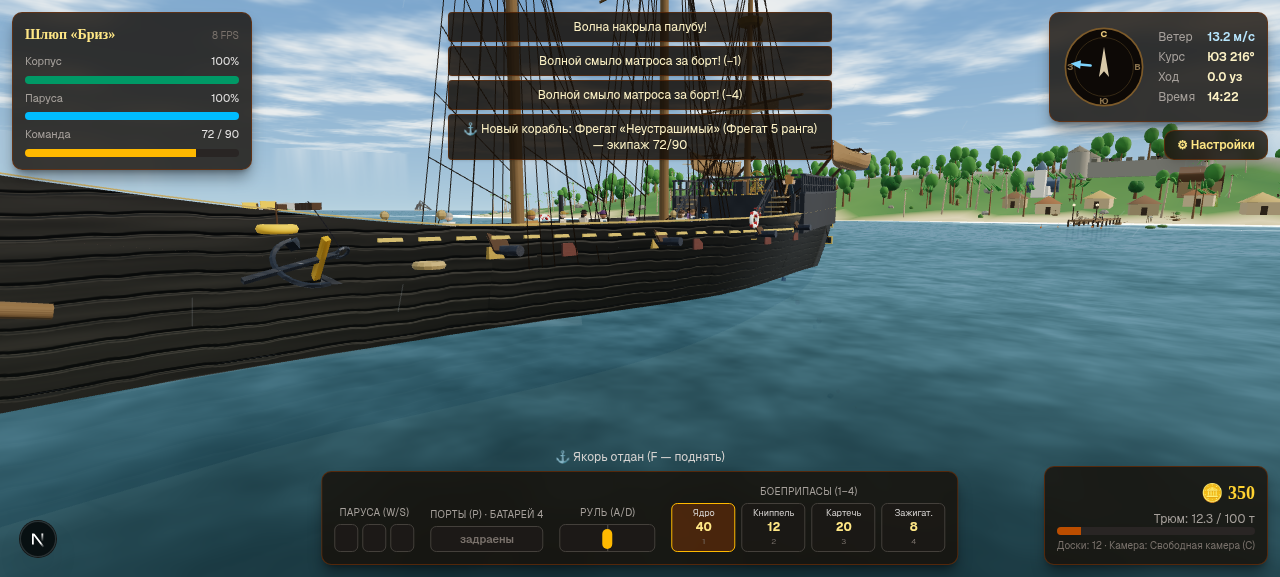 Шлюп «Бриз»
8 FPS
Корпус 100%
Паруса 100%
Команда 72 / 90
Волна накрыла палубу!
Волной смыло матроса за борт! (−1)
Волной смыло матроса за борт! (−4)
⚓ Новый корабль: Фрегат «Неустрашимый» (Фрегат 5 ранга)
— экипаж 72/90
С
З
В
Ю
Ветер 13.2 м/с
Курс ЮЗ 216°
Ход 0.0 уз
Время 14:22
⚙ Настройки
⚓ Якорь отдан (F — поднять)
ПАРУСА (W/S)
ПОРТЫ (P) · БАТАРЕЙ 4
задраены
РУЛЬ (A/D)
БОЕПРИПАСЫ (1–4)
Ядро
40
1
Книппель
12
2
Картечь
20
3
Зажигат.
8
4
350
Трюм: 12.3 / 100 т
Доски: 12 · Камера: Свободная камера (C)
N